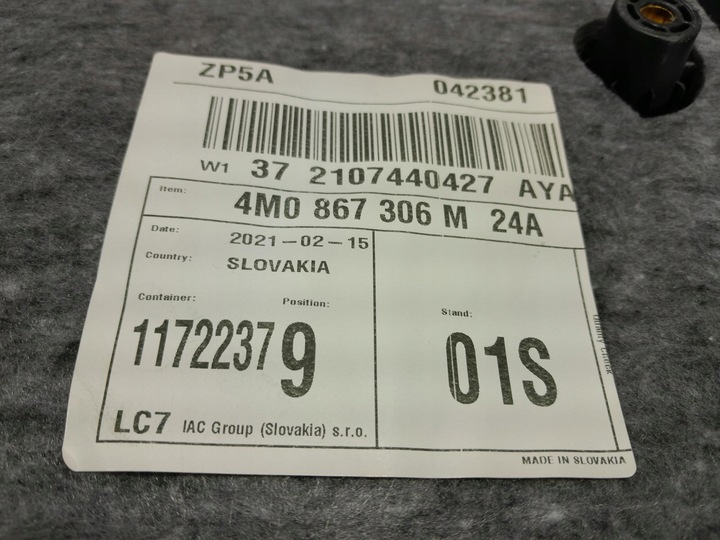 ZP5A 042381
W1 37 2107440427 AYA
Item: 4M0 867 306 M 24A
Date: 2021-02-15
Country: SLOVAKIA
Container: Position: Stand:
11722379 01S
LC7 IAC Group (Slovakia) s.r.o.
MADE IN SLOVAKIA